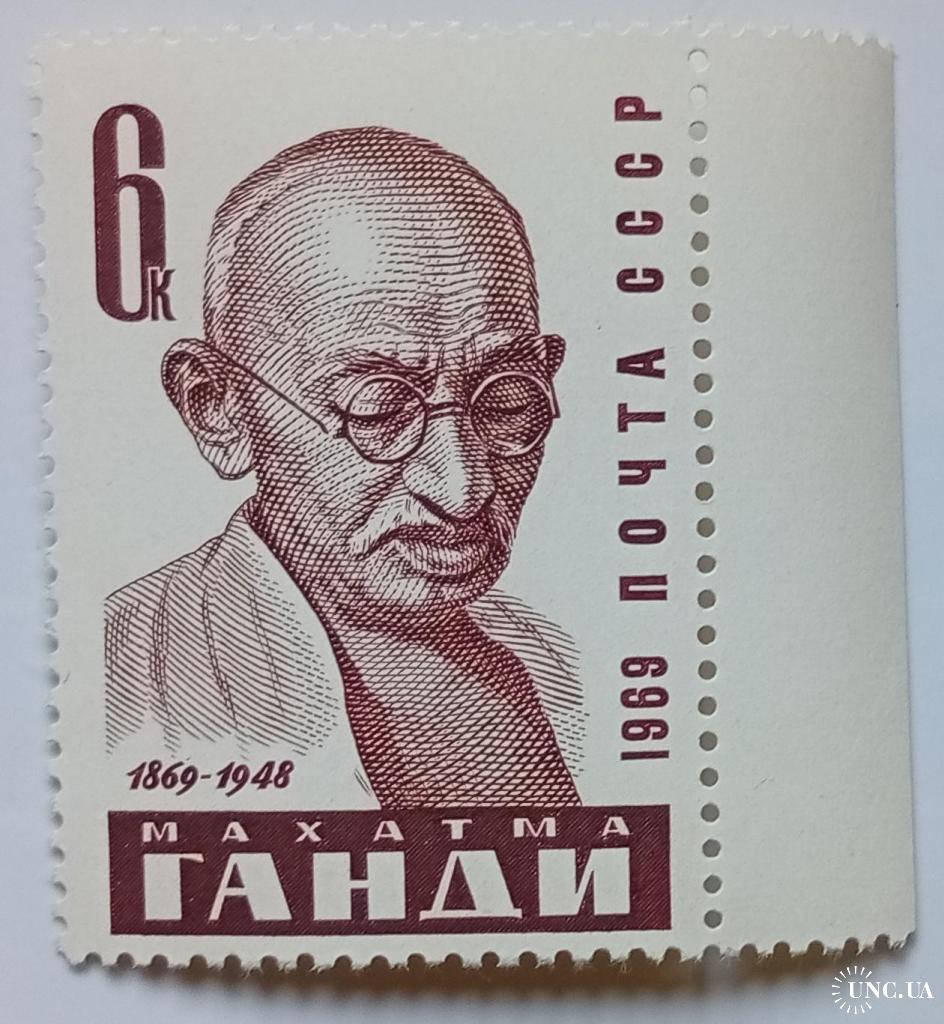 6к
1969 ПОЧТА СССР
1869-1948
МАХАТМА
ГАНДИ
UNC.UA